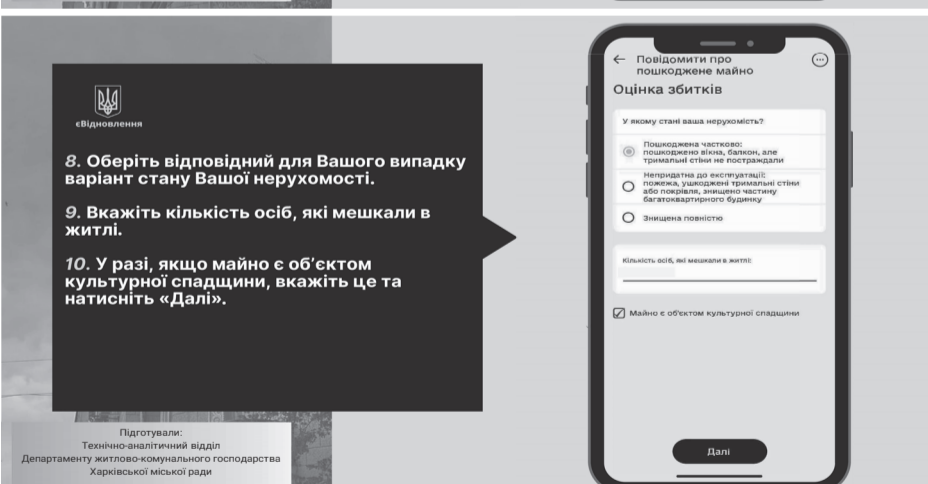 єВідновлення
8. Оберіть відповідний для Вашого випадку
варіант стану Вашої нерухомості.
9. Вкажіть кількість осіб, які мешкали в
житлі.
10. У разі, якщо майно є об’єктом
культурної спадщини, вкажіть це та
натисніть «Далі».
Підготували:
Технічно-аналітичний відділ
Департаменту житлово-комунального господарства
Харківської міської ради
Повідомити про
пошкоджене майно
Оцінка збитків
У якому стані ваша нерухомість?
Пошкоджена частково:
пошкоджено вікна, балкон, але
тримальні стіни не постраждали
Непридатна до експлуатації:
пожежа, ушкоджені тримальні стіни
або покрівля, знищено частину
багатоквартирного будинку
Знищена повністю
Кількість осіб, які мешкали в житлі:
Майно є об'єктом культурної спадщини
Далі